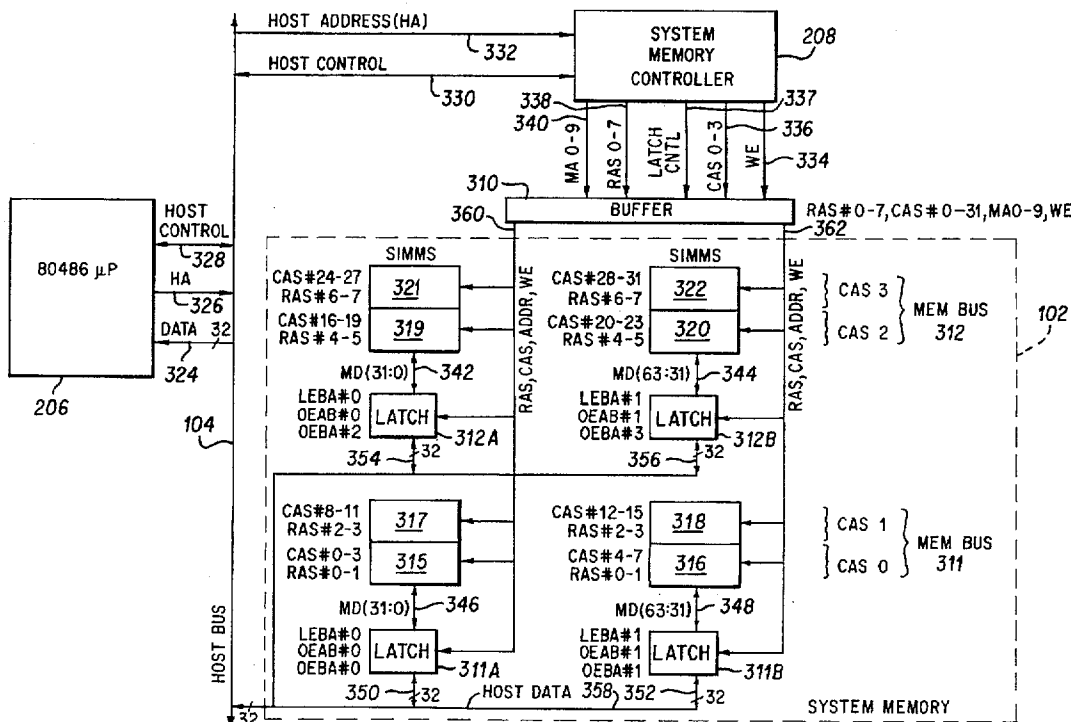 HOST ADDRESS(HA)
332
HOST CONTROL
330
SYSTEM
MEMORY
CONTROLLER
208
338
340
337
336
334
MA 0-9
RAS 0-7
LATCH
CNTL
CAS 0-3
WE
310
BUFFER
360
362
RAS#0-7,CAS#0-31,MA0-9,WE
80486 µP
206
HOST
CONTROL
328
HA
326
DATA
32
324
104
HOST BUS
32
SIMMS
CAS#24-27
RAS#6-7
321
CAS#16-19
RAS#4-5
319
MD(31:0)
342
LEBA#0
OEAB#0
OEBA#2
LATCH
312A
354
32
RAS,CAS,ADDR,WE
SIMMS
CAS#28-31
RAS#6-7
322
CAS#20-23
RAS#4-5
320
MD(63:31)
344
LEBA#1
OEAB#1
OEBA#3
LATCH
312B
356
32
RAS,CAS,ADDR,WE
CAS 3
CAS 2
MEM BUS
312
102
CAS#8-11
RAS#2-3
317
CAS#0-3
RAS#0-1
315
MD(31:0)
346
LEBA#0
OEAB#0
OEBA#0
LATCH
311A
350
32
CAS#12-15
RAS#2-3
318
CAS#4-7
RAS#0-1
316
MD(63:31)
348
LEBA#1
OEAB#1
OEBA#1
LATCH
311B
352
32
CAS 1
CAS 0
MEM BUS
311
HOST DATA
358
SYSTEM MEMORY